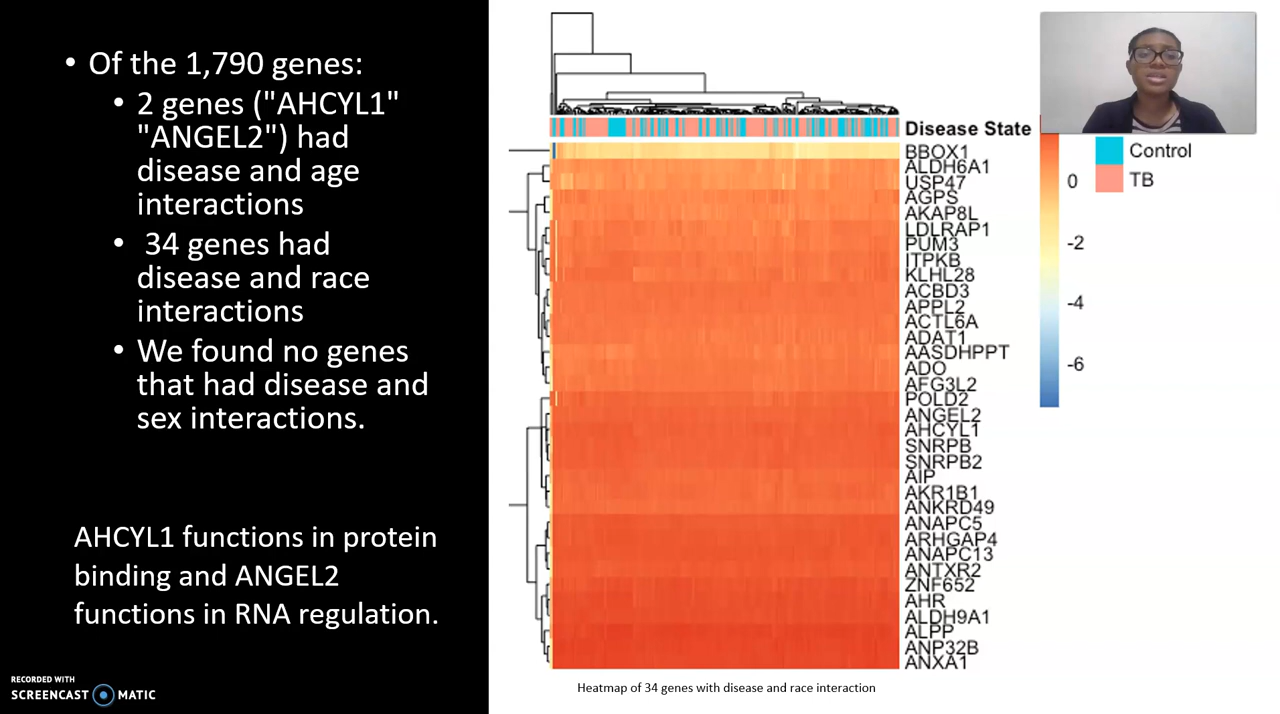 • Of the 1,790 genes:
• 2 genes ("AHCYL1"
"ANGEL2") had
disease and age
interactions
• 34 genes had
disease and race
interactions
• We found no genes
that had disease and
sex interactions.
AHCYL1 functions in protein
binding and ANGEL2
functions in RNA regulation.
RECORDED WITH
SCREENCAST MATIC
Disease State
BBOX1
ALDH6A1
USP47
AGPS
AKAP8L
LDLRAP1
PUM3
ITPKB
KLHL28
ACBD3
APPL2
ACTL6A
ADAT1
AASDHPPT
ADO
AFG3L2
POLD2
ANGEL2
AHCYL1
SNRPB
SNRPB2
AIP
AKR1B1
ANKRD49
ANAPC5
ARHGAP4
ANAPC13
ANTXR2
ZNF652
AHR
ALDH9A1
ALPP
ANP32B
ANXA1
0
-2
-4
-6
Control
TB
Heatmap of 34 genes with disease and race interaction